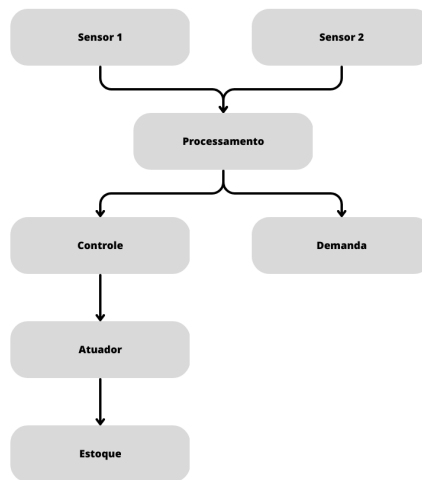 Sensor 1
Sensor 2
Processamento
Controle
Demanda
Atuador
Estoque